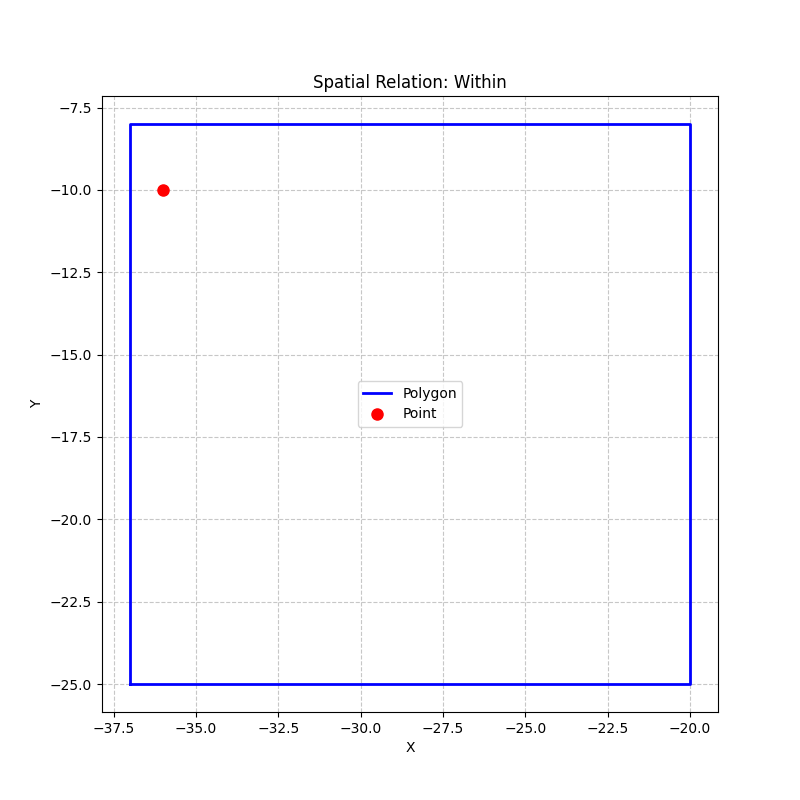 Spatial Relation: Within
−7.5
−10.0
−12.5
−15.0
−17.5
−20.0
−22.5
−25.0
Y
Polygon
Point
−37.5 −35.0 −32.5 −30.0 −27.5 −25.0 −22.5 −20.0
X